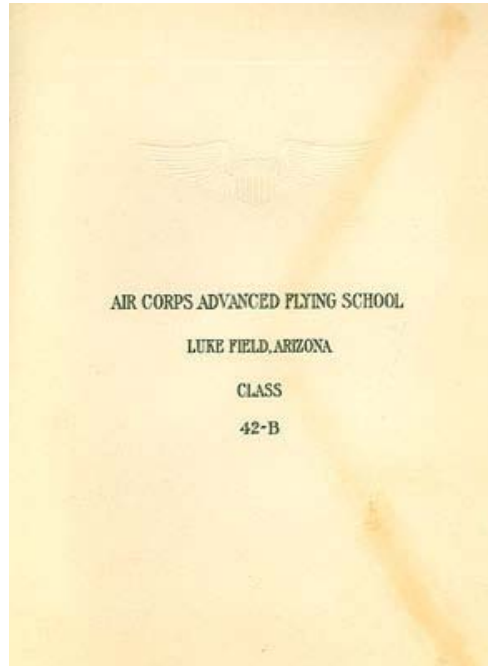 AIR CORPS ADVANCED FLYING SCHOOL
LUKE FIELD, ARIZONA
CLASS
42-B